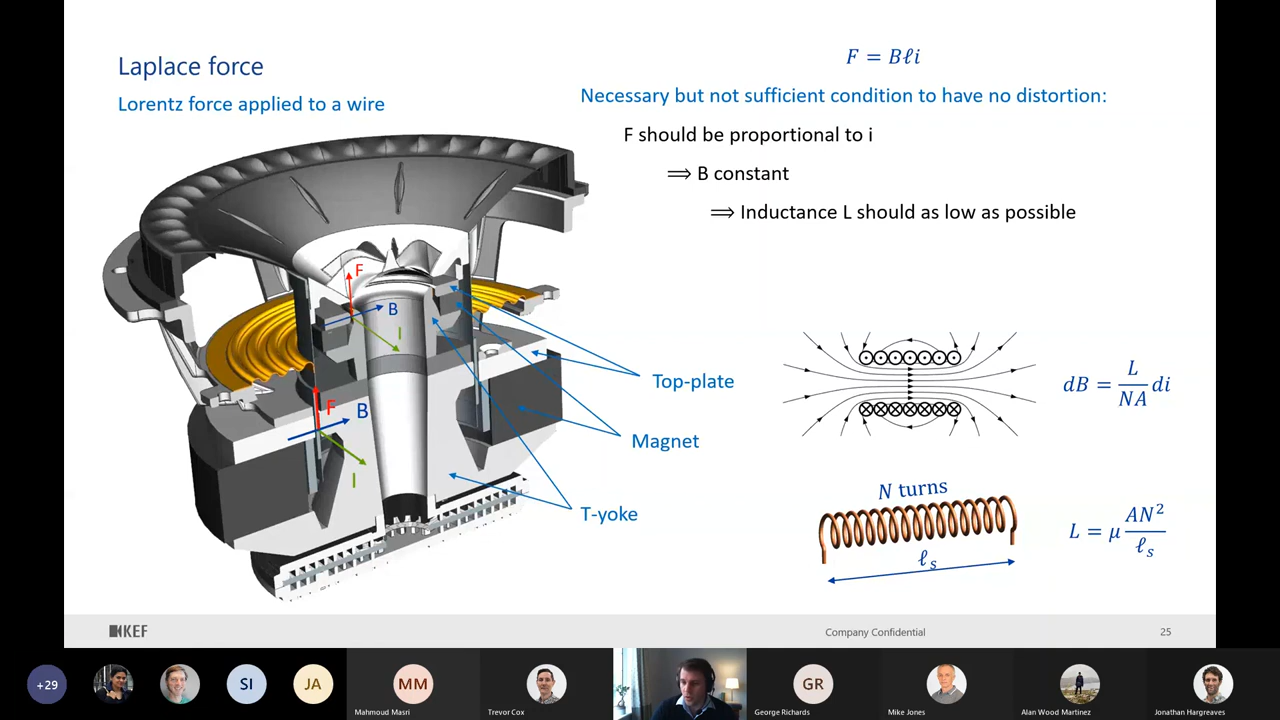 Laplace force
Lorentz force applied to a wire
F = Bℓi
Necessary but not sufficient condition to have no distortion:
F should be proportional to i
⟹ B constant
⟹ Inductance L should as low as possible
F
B
I
F
B
I
Top-plate
Magnet
T-yoke
dB = L/NA di
N turns
ℓs
L = μ AN²/ℓs
KEF
Company Confidential
25
+29
SI
JA
MM
GR
Mahmoud Masri
Trevor Cox
George Richards
Mike Jones
Alan Wood Martinez
Jonathan Hargreaves